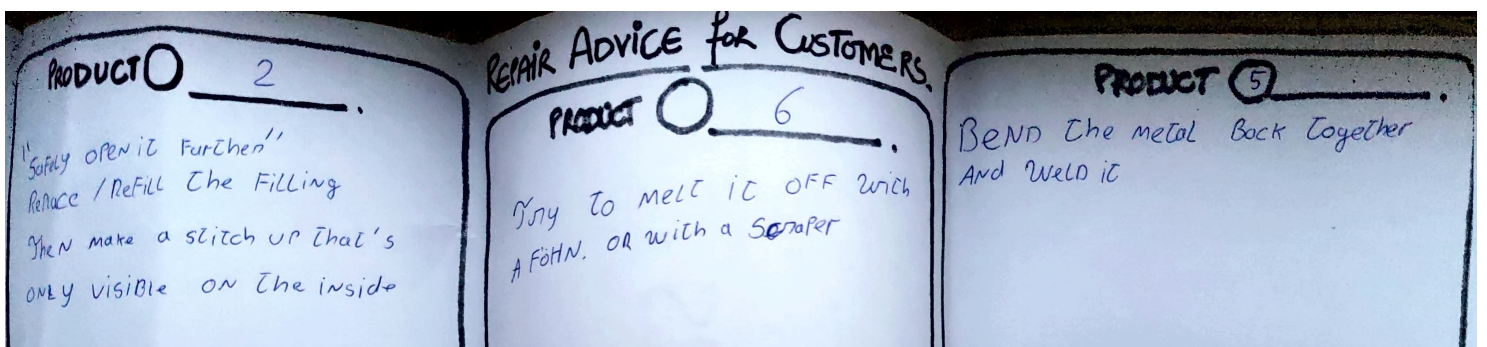 REPAIR ADVICE FOR CUSTOMERS.
PRODUCT 2.
"Safely open it Further"
Replace / Refill the Filling
Then make a stitch up that's
only visible on the inside
PRODUCT 6.
Try to melt it off with
A FÖHN. OR with a Scraper
PRODUCT 5.
Bend the metal Back together
And Weld it